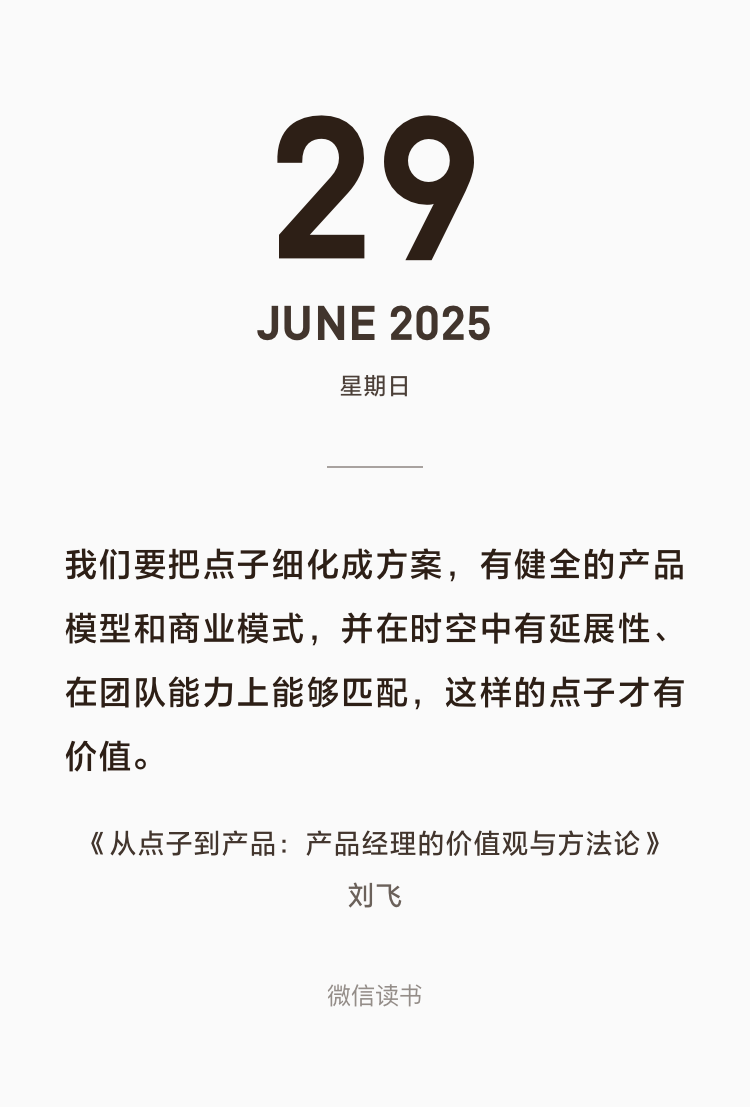 29
JUNE 2025
星期日
我们要把点子细化成方案，有健全的产品
模型和商业模式，并在时空中有延展性、
在团队能力上能够匹配，这样的点子才有
价值。
《从点子到产品：产品经理的价值观与方法论》
刘飞
微信读书